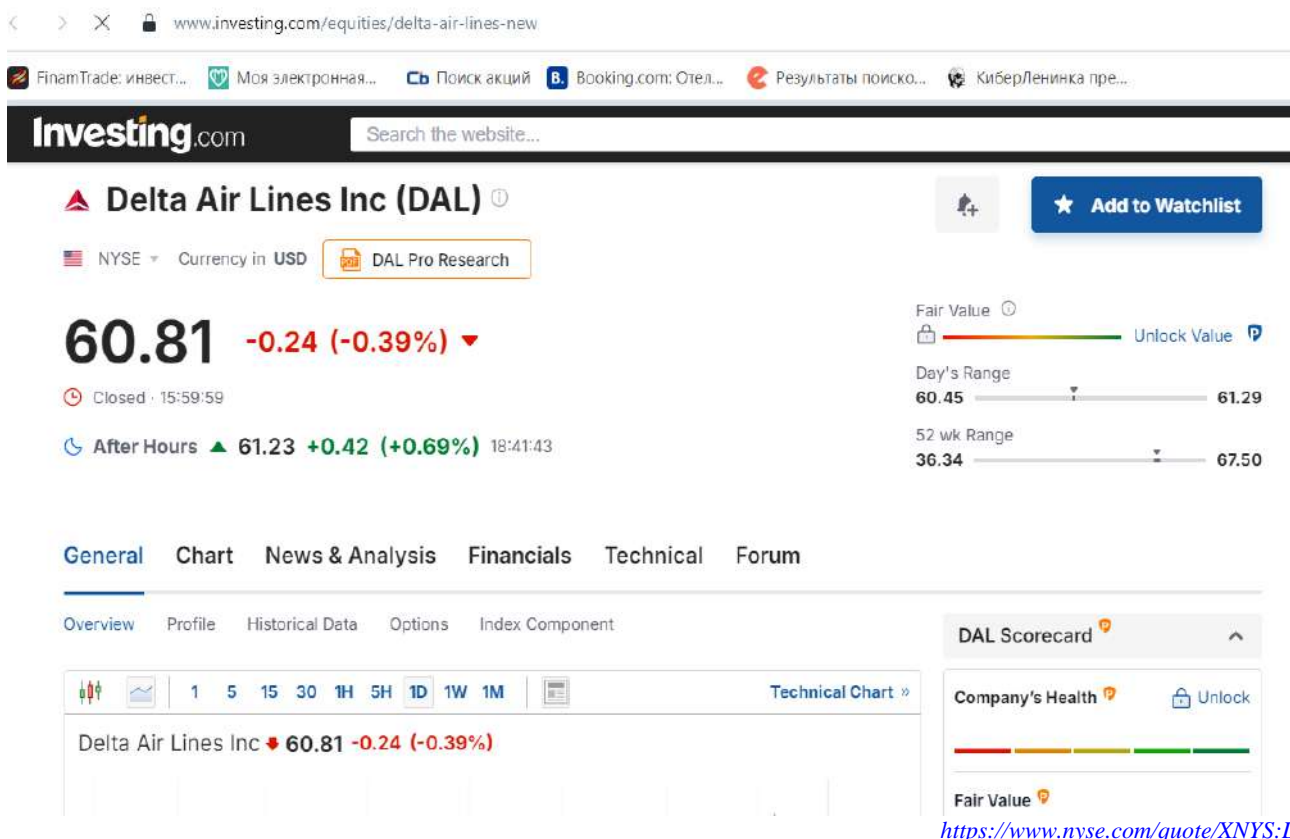 www.investing.com/equities/delta-air-lines-new
FinamTrade: инвест... Моя электронная... Сb Поиск акций B. Booking.com: Отел... Результаты поиско... КиберЛенинка пре...
Investing.com Search the website...
Delta Air Lines Inc (DAL)
Add to Watchlist
NYSE Currency in USD DAL Pro Research
60.81 -0.24 (-0.39%)
Closed · 15:59:59
After Hours 61.23 +0.42 (+0.69%) 18:41:43
Fair Value
Unlock Value
Day's Range
60.45 61.29
52 wk Range
36.34 67.50
General Chart News & Analysis Financials Technical Forum
Overview Profile Historical Data Options Index Component
1 5 15 30 1H 5H 1D 1W 1M Technical Chart »
Delta Air Lines Inc 60.81 -0.24 (-0.39%)
DAL Scorecard
Company's Health Unlock
Fair Value